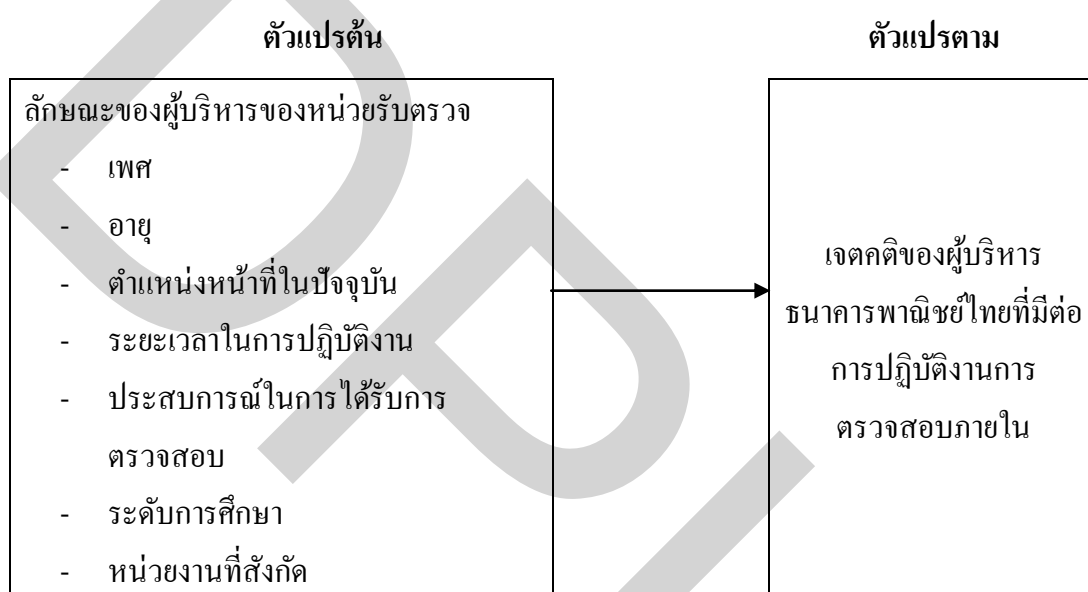 ตัวแปรต้น
ตัวแปรตาม
ลักษณะของผู้บริหารของหน่วยรับตรวจ
- เพศ
- อายุ
- ตำแหน่งหน้าที่ในปัจจุบัน
- ระยะเวลาในการปฏิบัติงาน
- ประสบการณ์ในการได้รับการ
ตรวจสอบ
- ระดับการศึกษา
- หน่วยงานที่สังกัด
เจตคติของผู้บริหาร
ธนาคารพาณิชย์ไทยที่มีต่อ
การปฏิบัติงานการ
ตรวจสอบภายใน